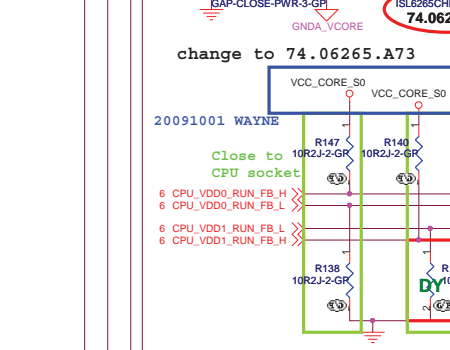 GAP-CLOSE-PWR-3-GP
ISL6265CH
74.062
GNDA_VCORE
change to 74.06265.A73
VCC_CORE_S0
VCC_CORE_S0
20091001 WAYNE
1
1
R147
10R2J-2-GP
R140
10R2J-2-GP
Close to
CPU socket
6 CPU_VDD0_RUN_FB_H
6 CPU_VDD0_RUN_FB_L
6 CPU_VDD1_RUN_FB_L
6 CPU_VDD1_RUN_FB_H
1
1
R138
10R2J-2-GP
DY
2